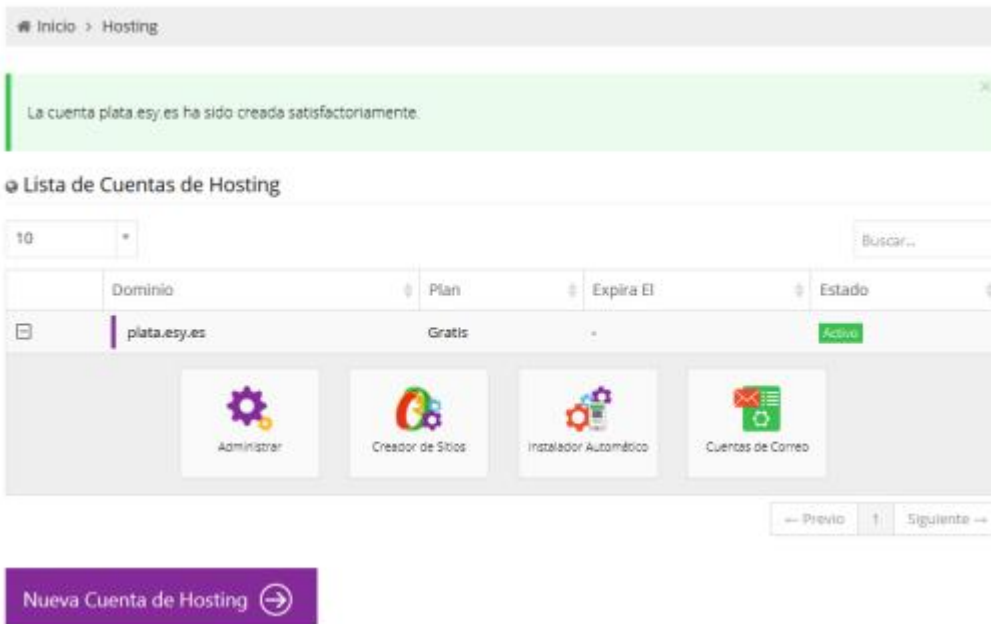 Inicio > Hosting
La cuenta plata.esy.es ha sido creada satisfactoriamente.
Lista de Cuentas de Hosting
10
Buscar...
Dominio Plan Expira El Estado
plata.esy.es Gratis - Activo
Administrar Creador de Sitios Instalador Automático Cuentas de Correo
← Previo 1 Siguiente →
Nueva Cuenta de Hosting